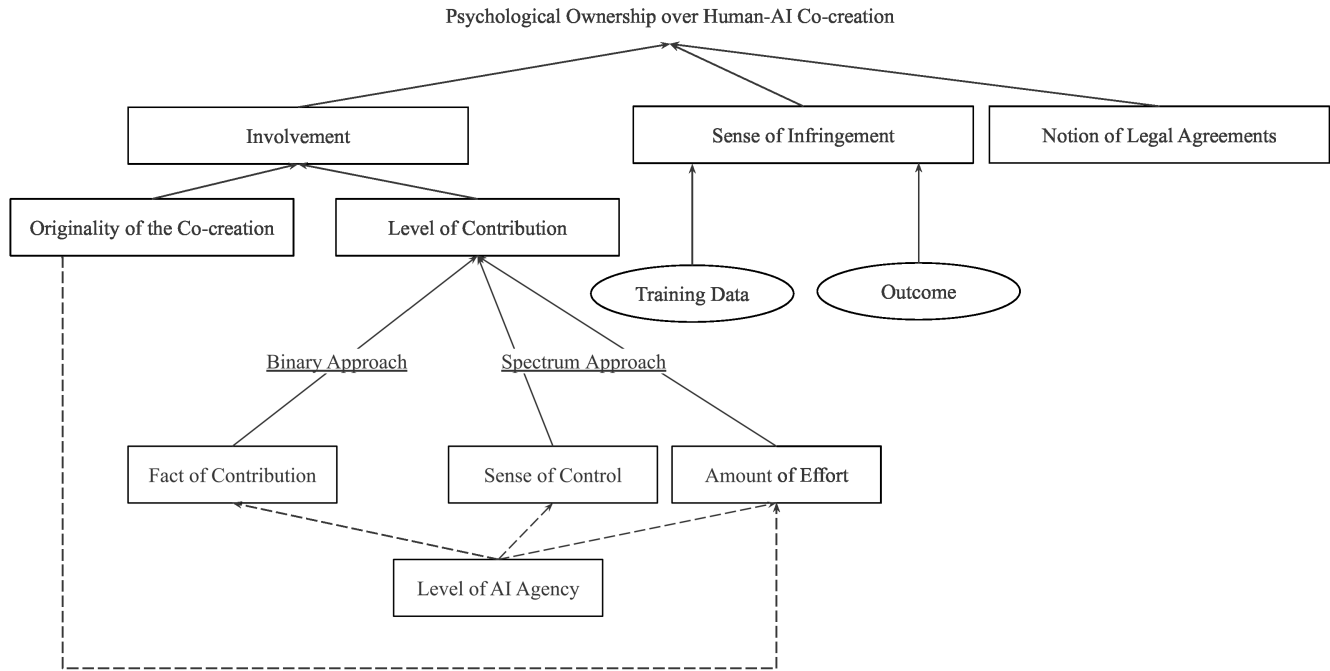 Psychological Ownership over Human-AI Co-creation
Involvement
Sense of Infringement
Notion of Legal Agreements
Originality of the Co-creation
Level of Contribution
Training Data
Outcome
Binary Approach
Spectrum Approach
Fact of Contribution
Sense of Control
Amount of Effort
Level of AI Agency